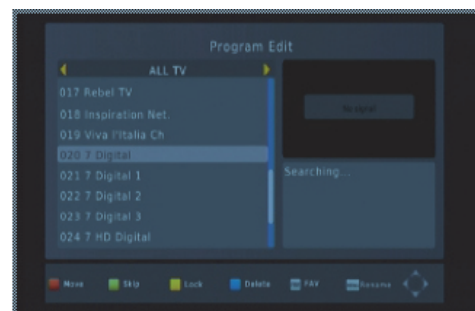 Program Edit
ALL TV
017 Rebel TV
018 Inspiration Net.
019 Viva l'Italia Ch
020 7 Digital
021 7 Digital 1
022 7 Digital 2
023 7 Digital 3
024 7 HD Digital
No signal
Searching...
Move Skip Lock Delete FAV Rename